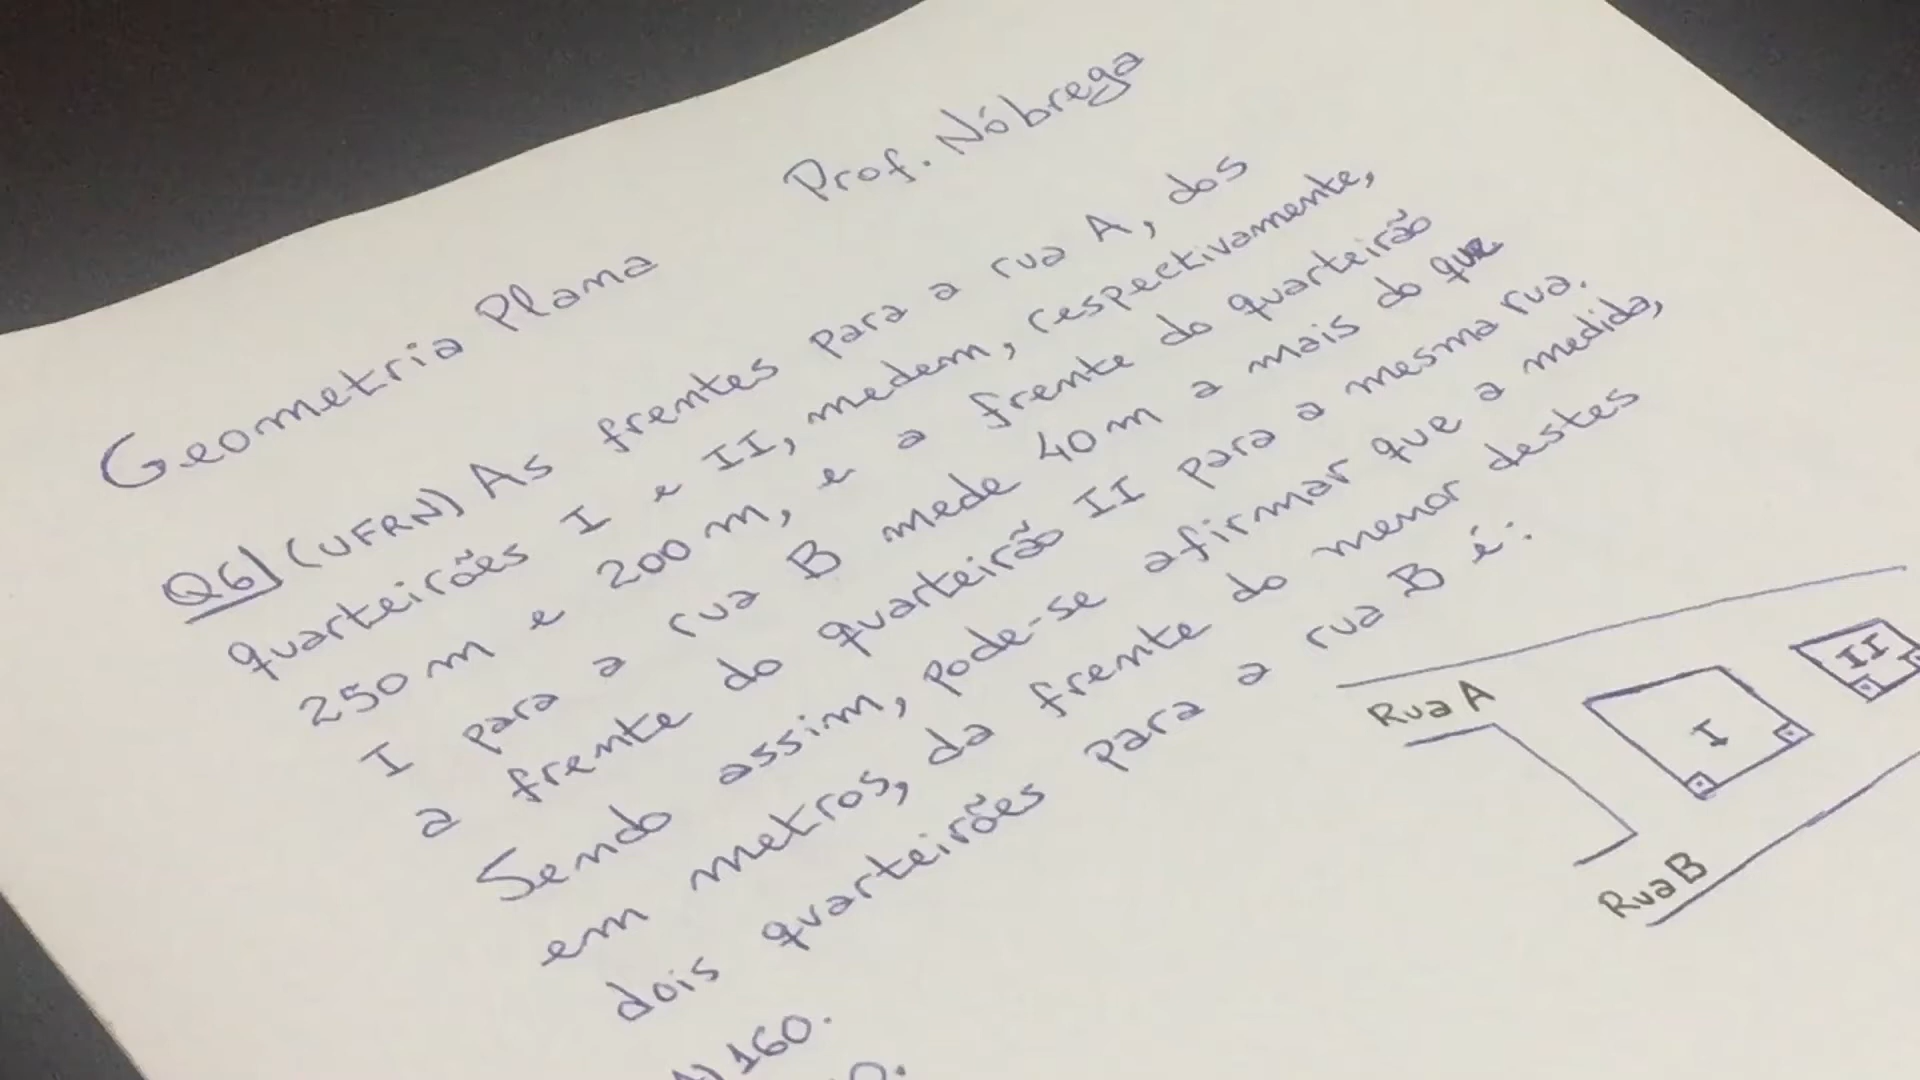 Geometria Plana
Prof. Nóbrega
Q6) (UFRN) As frentes para a rua A, dos
quarteirões I e II, medem, respectivamente,
250 m e 200 m, e a frente do quarteirão
I para a rua B mede 40 m a mais do que
a frente do quarteirão II para a mesma rua.
Sendo assim, pode-se afirmar que a medida,
em metros, da frente do menor destes
dois quarteirões para a rua B é:
A) 160.
Rua A
I
II
Rua B